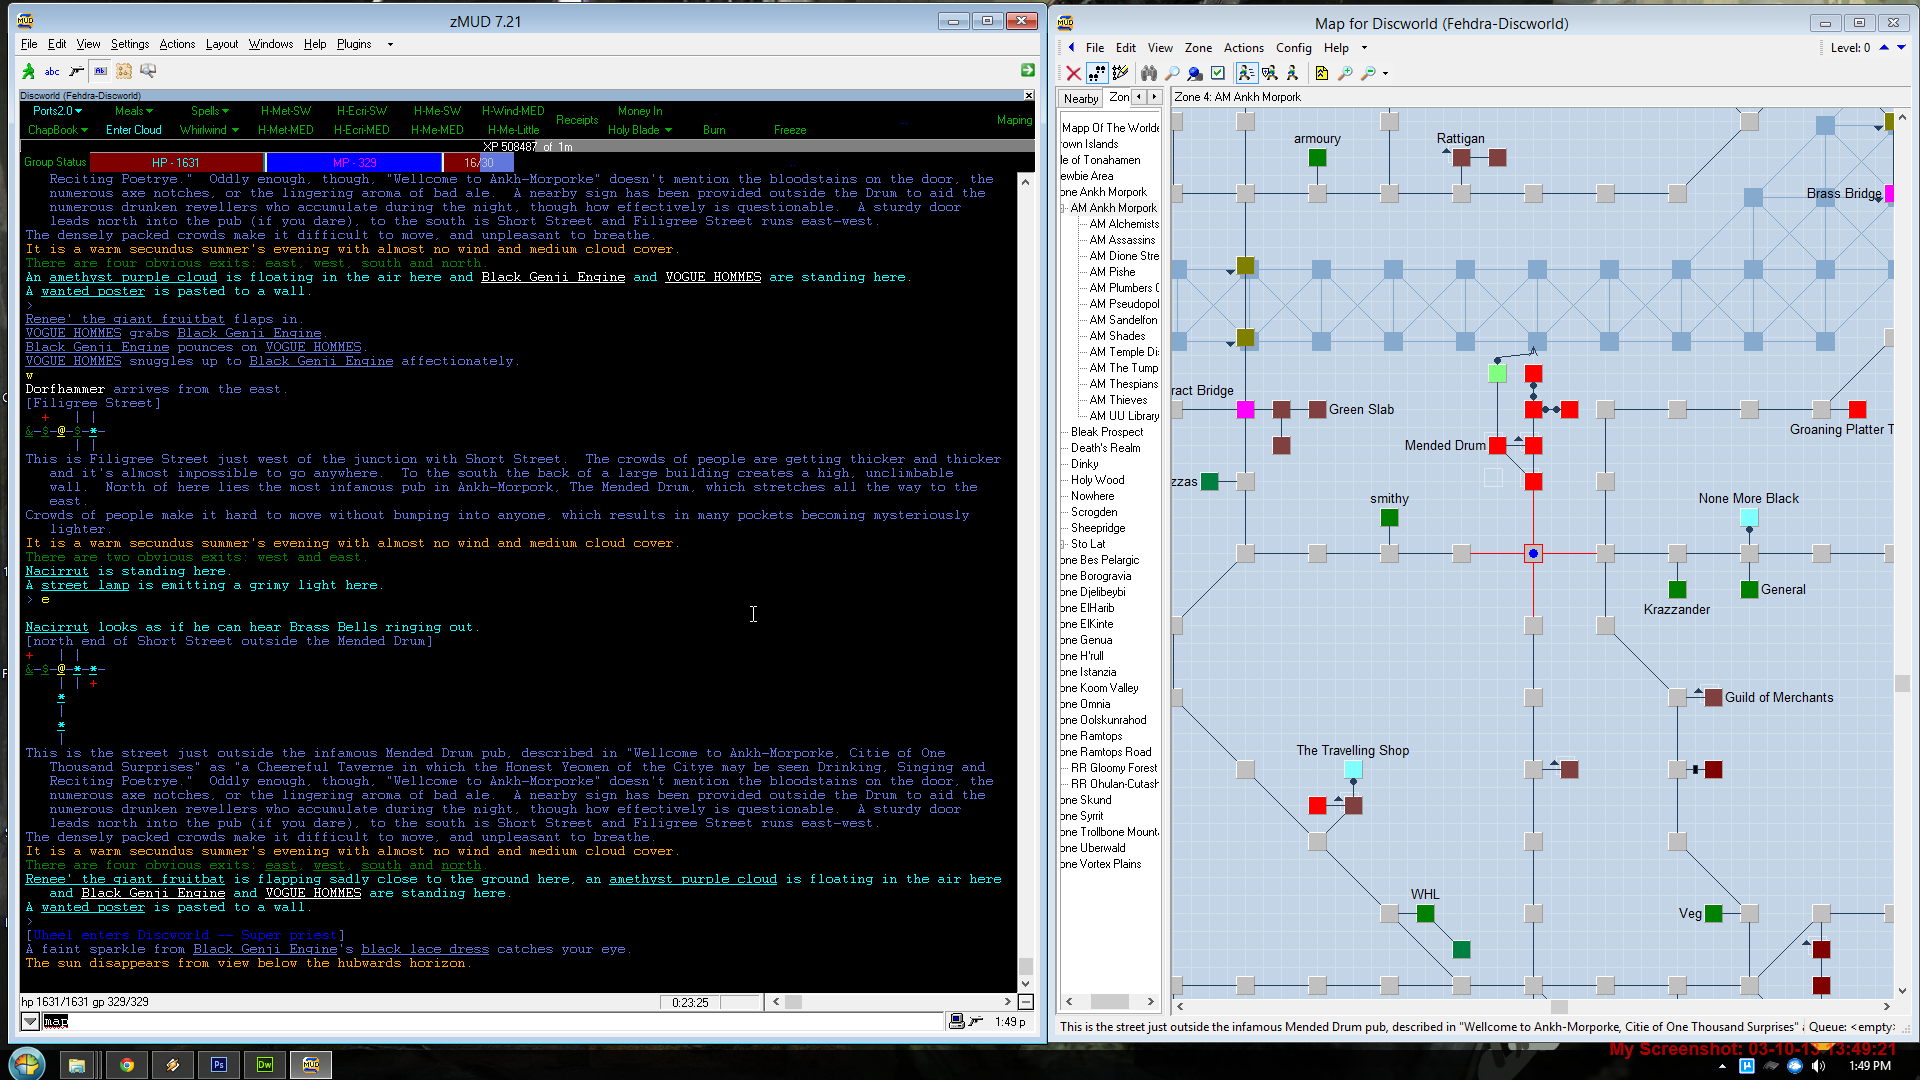 zMUD 7.21
File Edit View Settings Actions Layout Windows Help Plugins
abc
Discworld (Fehdra-Discworld)
Ports2.0 Meals Spells H-Met-SW H-Ecri-SW H-Me-SW H-Wind-MED Receipts Money In Maping
ChapBook Enter Cloud Whirlwind H-Met-MED H-Ecri-MED H-Me-MED H-Me-Little Holy Blade Burn Freeze
XP 508487 of 1m
Group Status HP - 1631 MP - 329 16/30
Reciting Poetrye." Oddly enough, though, "Wellcome to Ankh-Morporke" doesn't mention the bloodstains on the door, the
numerous axe notches, or the lingering aroma of bad ale. A nearby sign has been provided outside the Drum to aid the
numerous drunken revellers who accumulate during the night, though how effectively is questionable. A sturdy door
leads north into the pub (if you dare), to the south is Short Street and Filigree Street runs east-west.
The densely packed crowds make it difficult to move, and unpleasant to breathe.
It is a warm secundus summer's evening with almost no wind and medium cloud cover.
There are four obvious exits: east, west, south and north.
An amethyst purple cloud is floating in the air here and Black Genji Engine and VOGUE HOMMES are standing here.
A wanted poster is pasted to a wall.
>
Renee' the giant fruitbat flaps in.
VOGUE HOMMES grabs Black Genji Engine.
Black Genji Engine pounces on VOGUE HOMMES.
VOGUE HOMMES snuggles up to Black Genji Engine affectionately.
w
Dorfhammer arrives from the east.
[Filigree Street]
+ | |
&-$-@-$-*-
| |
This is Filigree Street just west of the junction with Short Street. The crowds of people are getting thicker and thicker
and it's almost impossible to go anywhere. To the south the back of a large building creates a high, unclimbable
wall. North of here lies the most infamous pub in Ankh-Morpork, The Mended Drum, which stretches all the way to the
east.
Crowds of people make it hard to move without bumping into anyone, which results in many pockets becoming mysteriously
lighter.
It is a warm secundus summer's evening with almost no wind and medium cloud cover.
There are two obvious exits: west and east.
Nacirrut is standing here.
A street lamp is emitting a grimy light here.
> e
Nacirrut looks as if he can hear Brass Bells ringing out.
[north end of Short Street outside the Mended Drum]
+ | |
&-$-@-*-*-
| | +
*
|
*
|
This is the street just outside the infamous Mended Drum pub, described in "Wellcome to Ankh-Morporke, Citie of One
Thousand Surprises" as "a Cheereful Taverne in which the Honest Yeomen of the Citye may be seen Drinking, Singing and
Reciting Poetrye." Oddly enough, though, "Wellcome to Ankh-Morporke" doesn't mention the bloodstains on the door, the
numerous axe notches, or the lingering aroma of bad ale. A nearby sign has been provided outside the Drum to aid the
numerous drunken revellers who accumulate during the night, though how effectively is questionable. A sturdy door
leads north into the pub (if you dare), to the south is Short Street and Filigree Street runs east-west.
The densely packed crowds make it difficult to move, and unpleasant to breathe.
It is a warm secundus summer's evening with almost no wind and medium cloud cover.
There are four obvious exits: east, west, south and north.
Renee' the giant fruitbat is flapping sadly close to the ground here, an amethyst purple cloud is floating in the air here
and Black Genji Engine and VOGUE HOMMES are standing here.
A wanted poster is pasted to a wall.
>
[Wheel enters Discworld -- Super priest]
A faint sparkle from Black Genji Engine's black lace dress catches your eye.
The sun disappears from view below the hubwards horizon.
hp 1631/1631 gp 329/329 0:23:25
map 1:49 p
Map for Discworld (Fehdra-Discworld)
File Edit View Zone Actions Config Help Level: 0
Nearby Zon Zone 4: AM Ankh Morpork
Mapp Of The Worlde
own Islands
le of Tonahamen
ewbie Area
one Ankh Morpork
AM Ankh Morpork
AM Alchemists
AM Assassins
AM Dione Stre
AM Pishe
AM Plumbers
AM Pseudopol
AM Sandelfon
AM Shades
AM Temple Di
AM The Tump
AM Thespians
AM Thieves
AM UU Library
Bleak Prospect
Death's Realm
Dinky
Holy Wood
Nowhere
Scrogden
Sheepridge
Sto Lat
one Bes Pelargic
one Borogravia
one Djelibeybi
one ElHarib
one ElKinte
one Genua
one H'rull
one Istanzia
one Koom Valley
one Omnia
one Oolskunrahod
one Ramtops
one Ramtops Road
RR Gloomy Forest
RR Ohulan-Cutash
one Skund
one Syrrit
one Trollbone Mount
one Uberwald
one Vortex Plains
armoury
Rattigan
Brass Bridge
ract Bridge
Green Slab
Groaning Platter T
Mended Drum
zzas
smithy
None More Black
General
Krazzander
Guild of Merchants
The Travelling Shop
WHL
Veg
This is the street just outside the infamous Mended Drum pub, described in "Wellcome to Ankh-Morporke, Citie of One Thousand Surprises" Queue: <empty>
My Screenshot: 03-10-13 13:49:21
Ps Dw MUD 1:49 PM